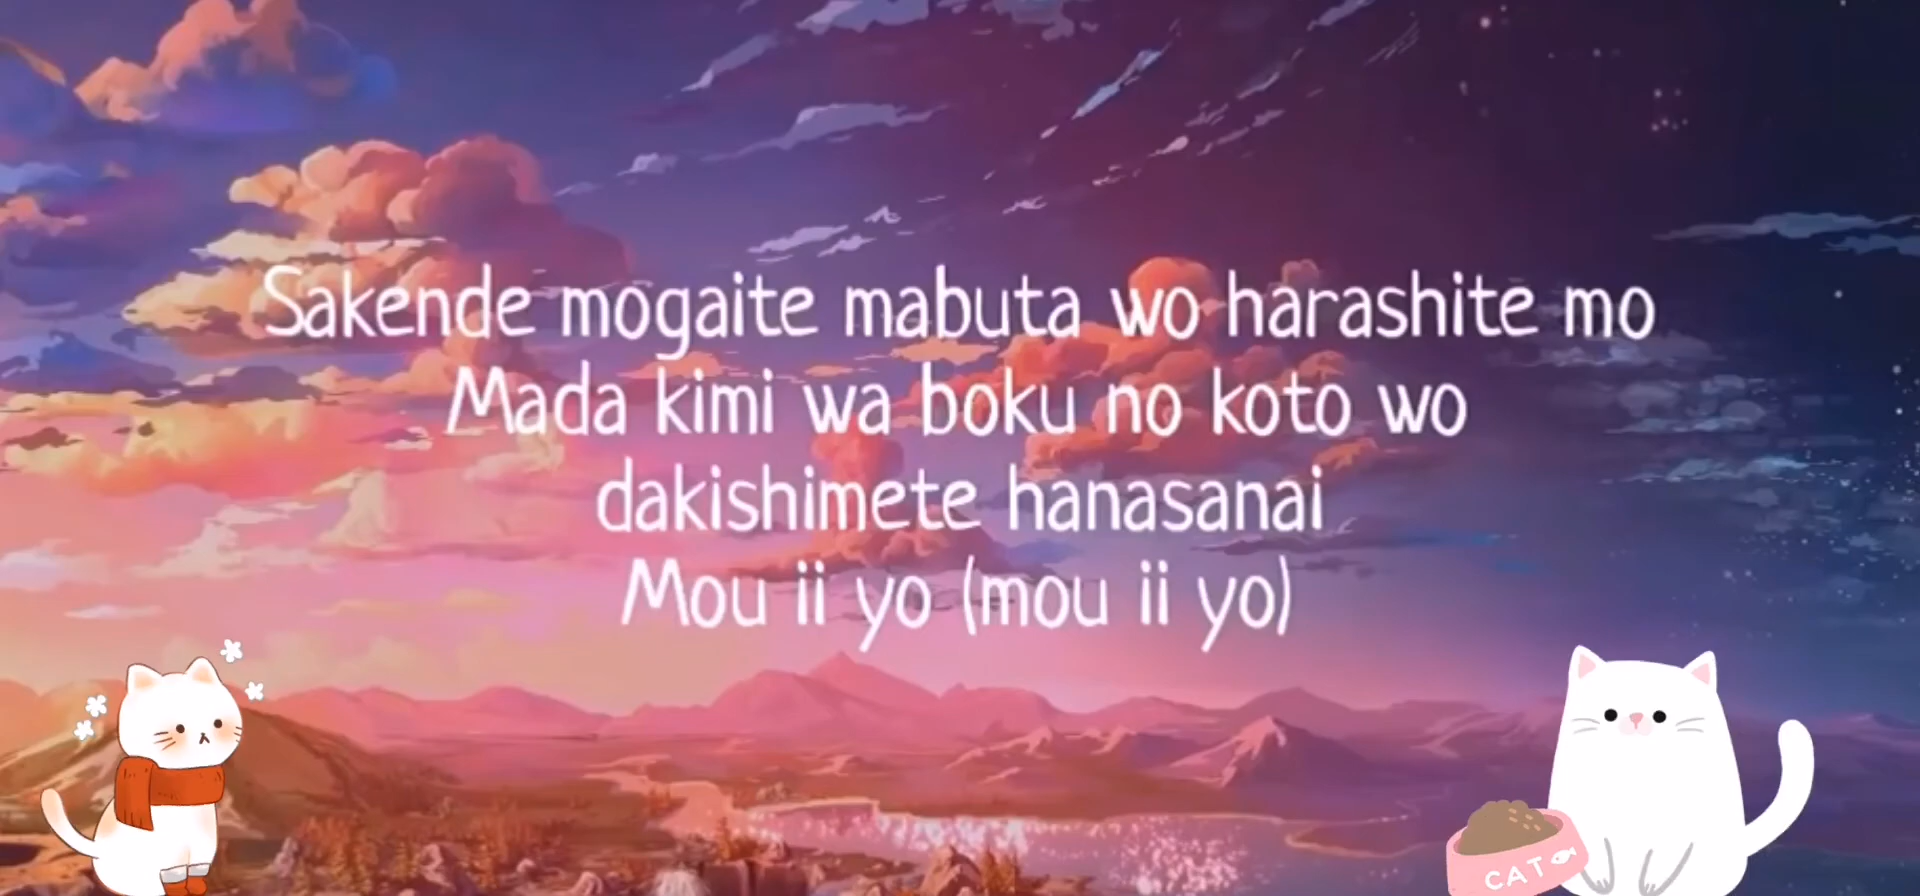 Sakende mogaite mabuta wo harashite mo
Mada kimi wa boku no koto wo
dakishimete hanasanai
Mou ii yo (mou ii yo)
CAT